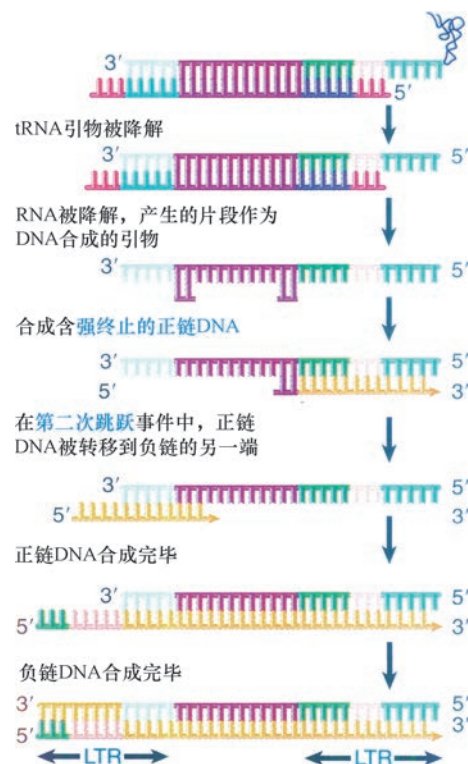 3′
5′
tRNA引物被降解
3′ 5′
RNA被降解，产生的片段作为
DNA合成的引物
3′ 5′
合成含强终止的正链DNA
3′ 5′
5′ 3′
在第二次跳跃事件中，正链
DNA被转移到负链的另一端
3′ 5′
5′ 3′
正链DNA合成完毕
3′ 5′
5′ 3′
负链DNA合成完毕
3′ 5′
5′ 3′
LTR LTR